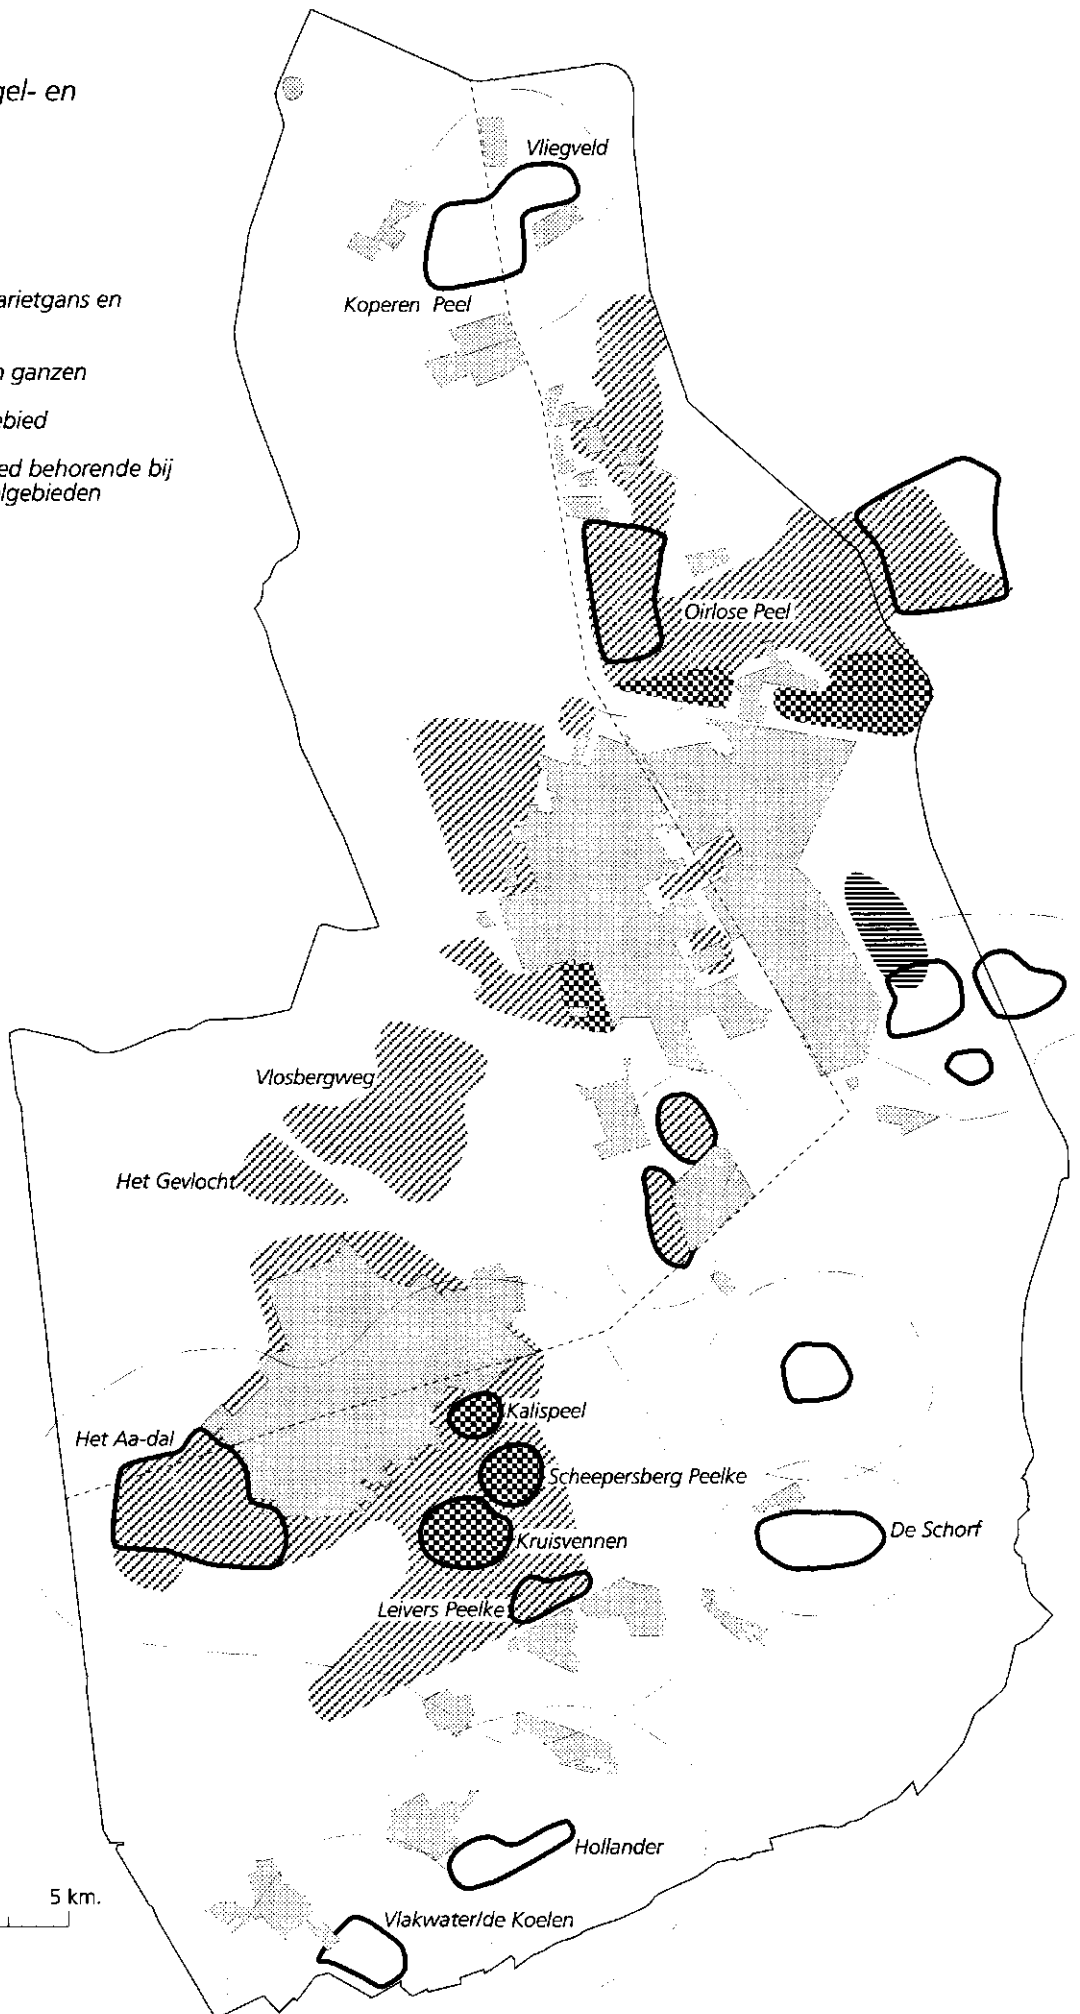 gel- en
Vliegveld
arietgans en
Koperen Peel
n ganzen
ebied
ed behorende bij
elgebieden
Oirlose Peel
Vlosbergweg
Het Gevlocht
Kalispeel
Het Aa-dal
Scheepersberg Peelke
De Schorf
Kruisvennen
Leivers Peelke
Hollander
5 km.
Vlakwater/de Koelen